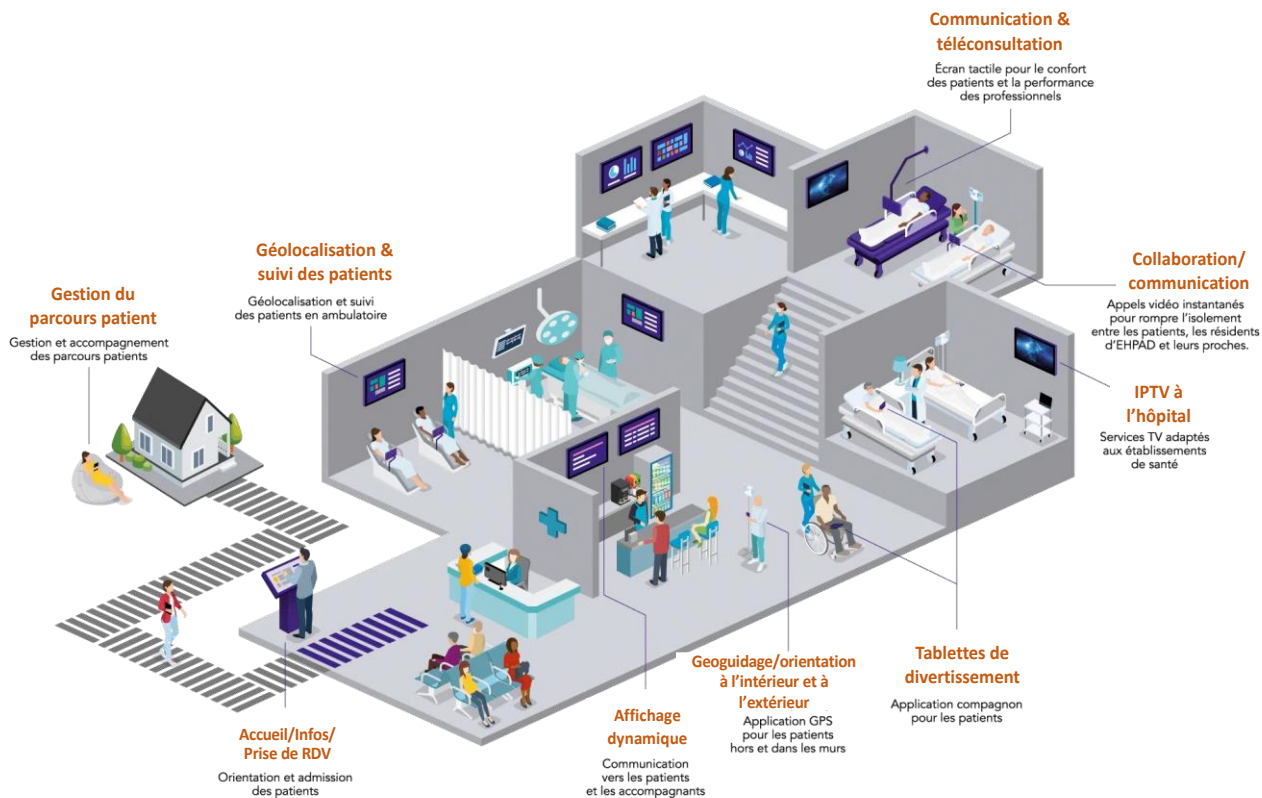 Communication &
téléconsultation
Écran tactile pour le confort
des patients et la performance
des professionnels
Géolocalisation &
suivi des patients
Géolocalisation et suivi
des patients en ambulatoire
Collaboration/
communication
Appels vidéo instantanés
pour rompre l’isolement
entre les patients, les résidents
d’EHPAD et leurs proches.
Gestion du
parcours patient
Gestion et accompagnement
des parcours patients
IPTV à
l’hôpital
Services TV adaptés
aux établissements
de santé
Accueil/Infos/
Prise de RDV
Orientation et admission
des patients
Affichage
dynamique
Communication
vers les patients
et les accompagnants
Geoguidage/orientation
à l’intérieur et à
l’extérieur
Application GPS
pour les patients
hors et dans les murs
Tablettes de
divertissement
Application compagnon
pour les patients